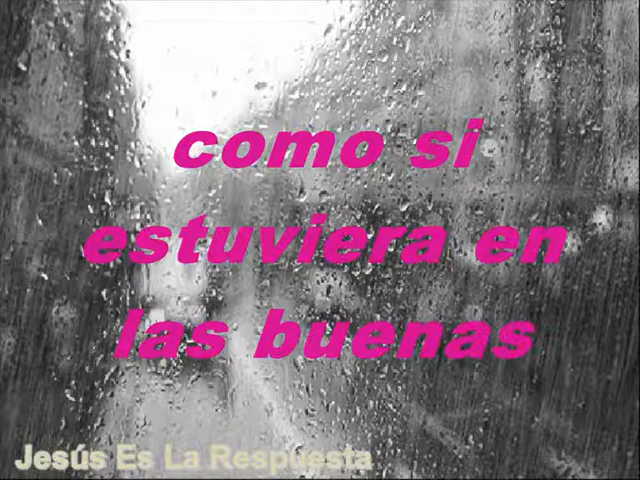 como si
estuviera en
las buenas
Jesús Es La Respuesta